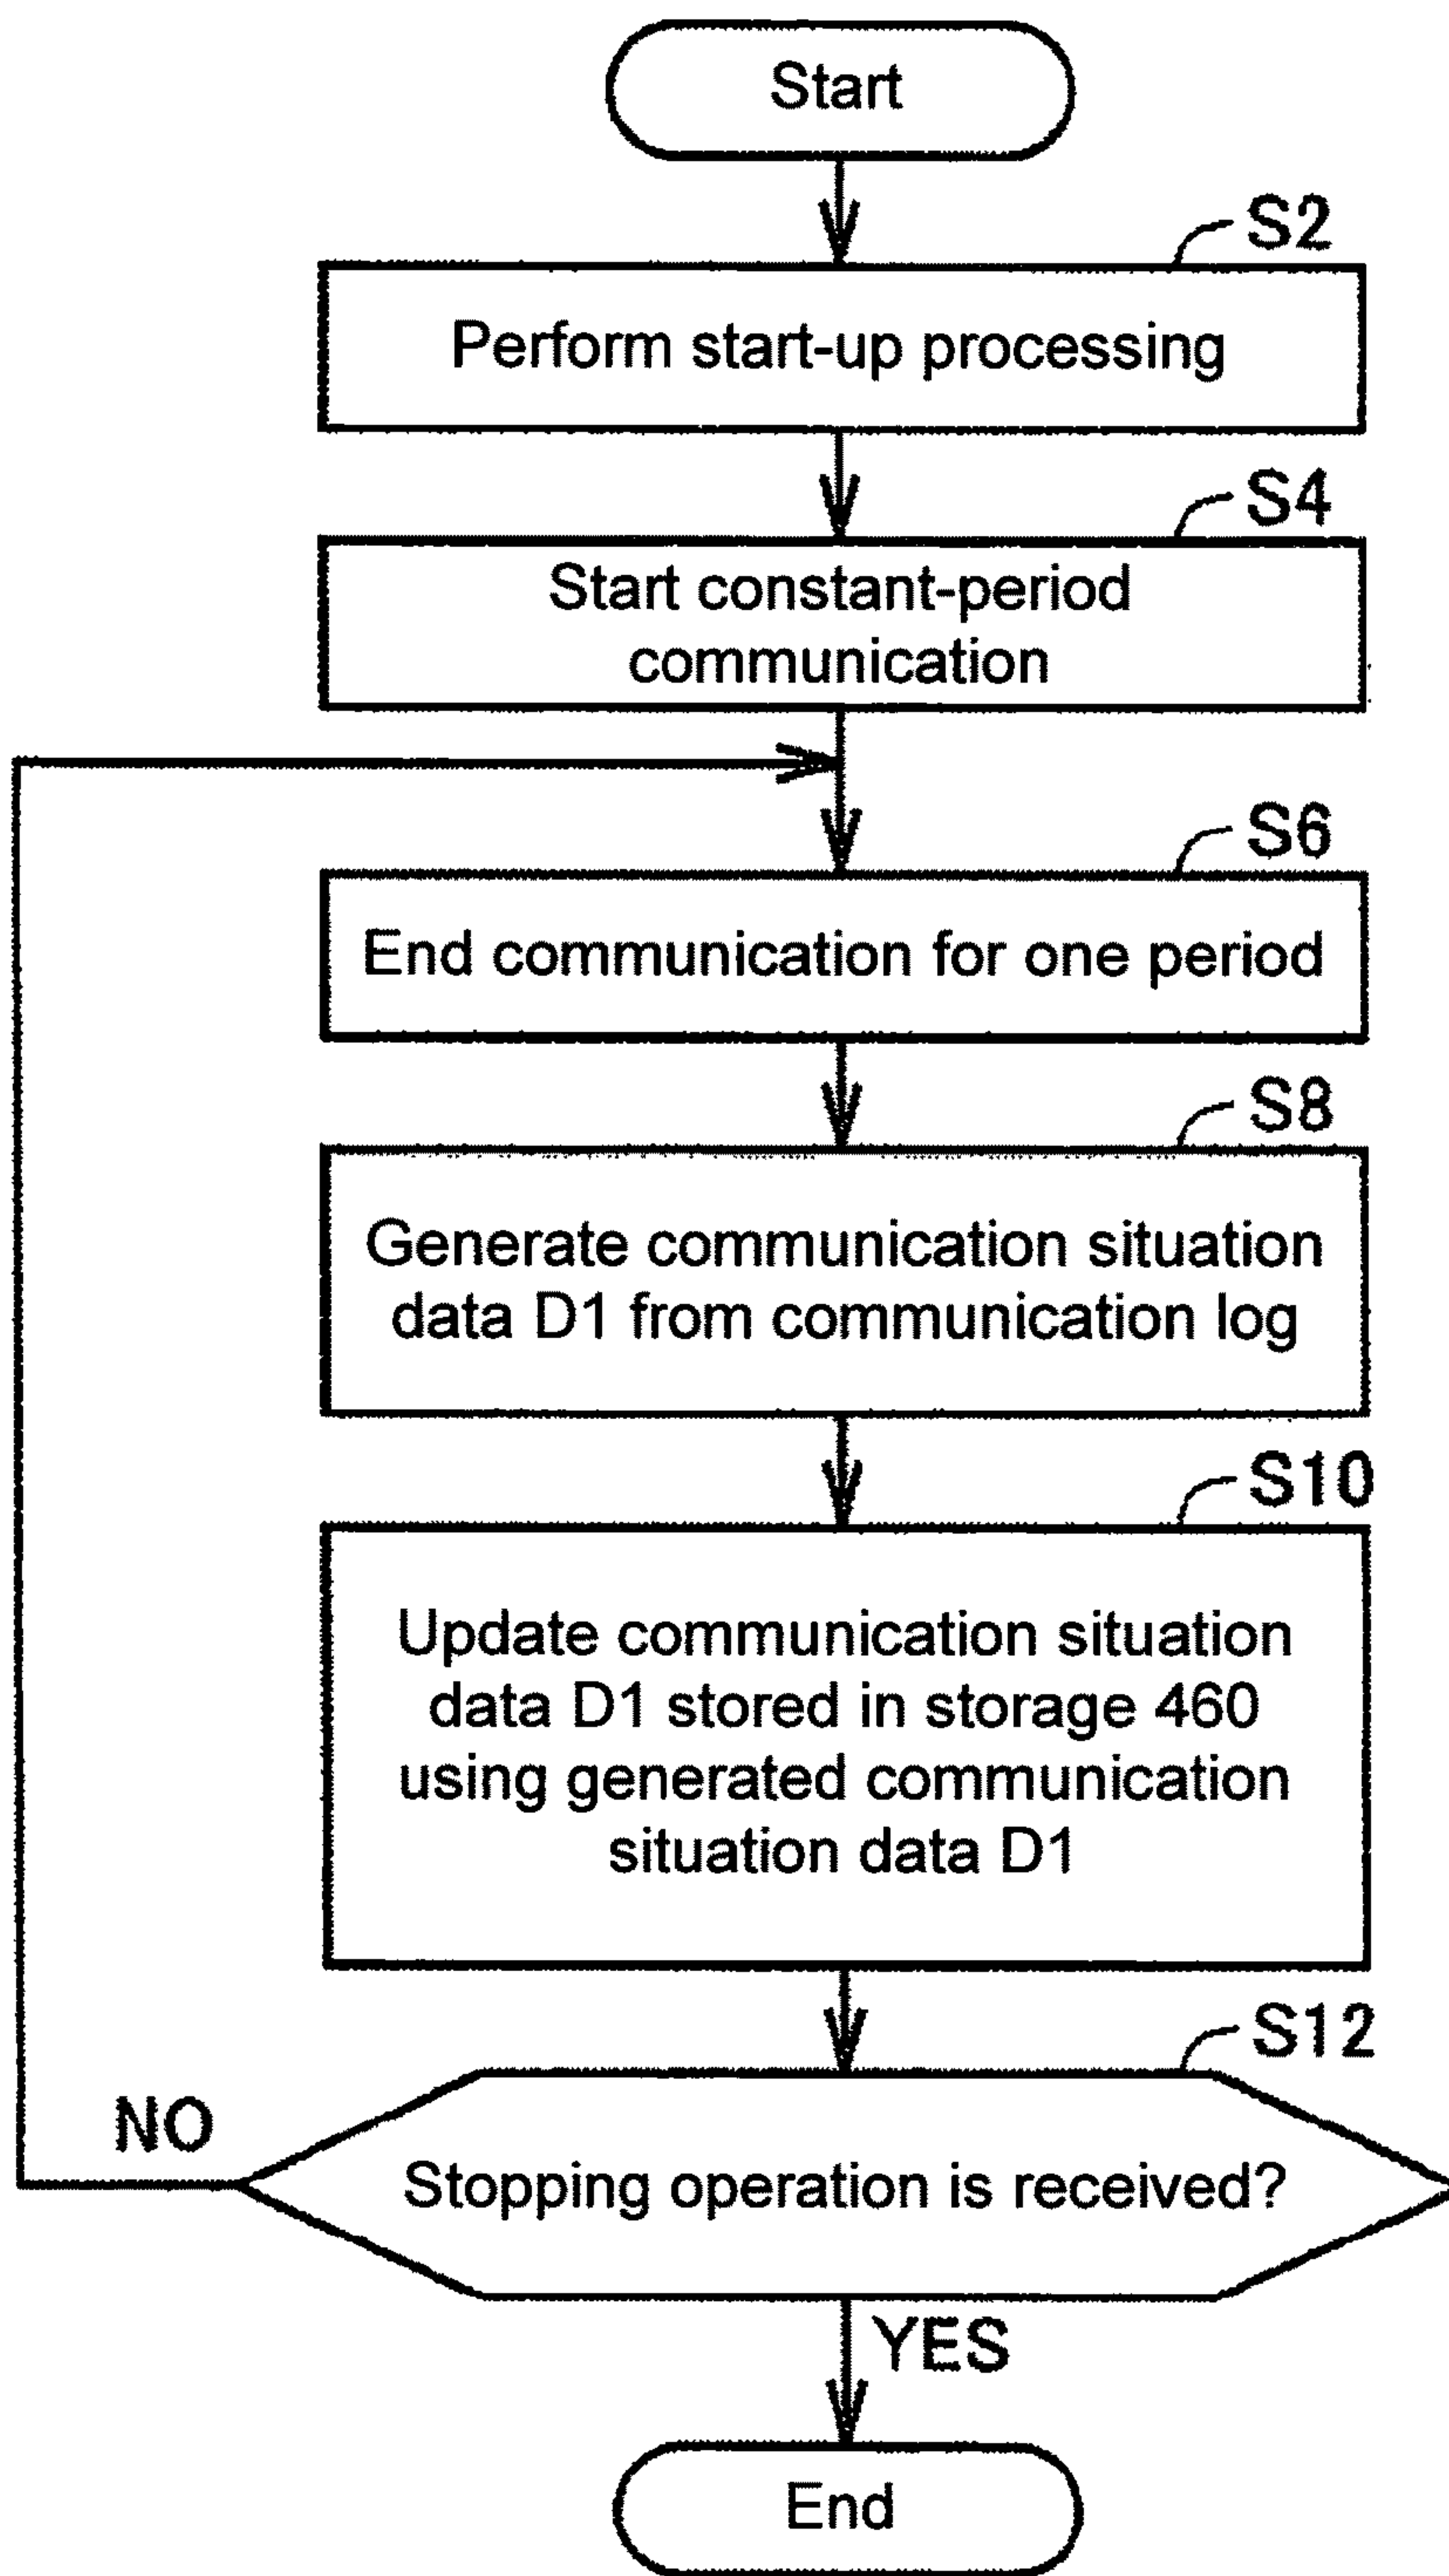 Start
S2
Perform start-up processing
S4
Start constant-period
communication
S6
End communication for one period
S8
Generate communication situation
data D1 from communication log
S10
Update communication situation
data D1 stored in storage 460
using generated communication
situation data D1
S12
NO
Stopping operation is received?
YES
End